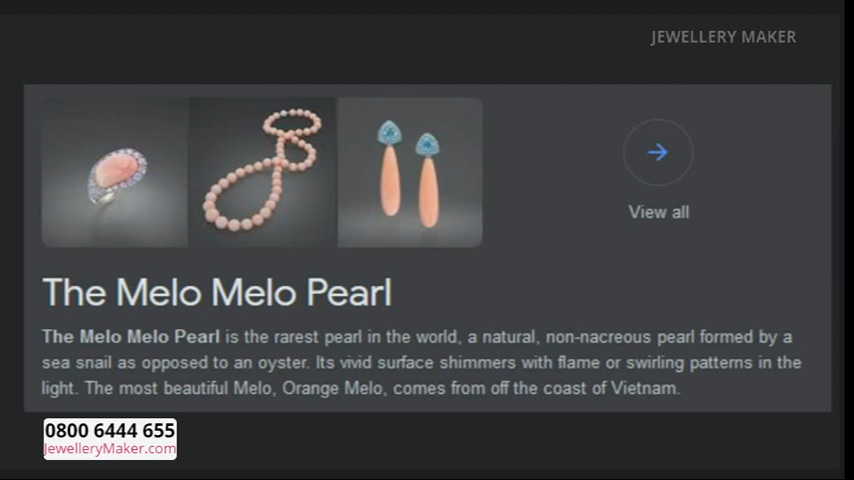 JEWELLERY MAKER
View all
The Melo Melo Pearl
The Melo Melo Pearl is the rarest pearl in the world, a natural, non-nacreous pearl formed by a
sea snail as opposed to an oyster. Its vivid surface shimmers with flame or swirling patterns in the
light. The most beautiful Melo, Orange Melo, comes from off the coast of Vietnam.
0800 6444 655
JewelleryMaker.com